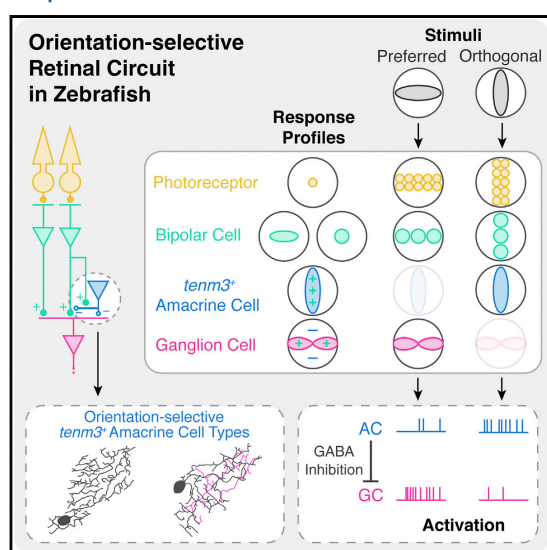 Orientation-selective
Retinal Circuit
in Zebrafish
Stimuli
Preferred Orthogonal
Response
Profiles
Photoreceptor
Bipolar Cell
tenm3+
Amacrine Cell
Ganglion Cell
+
+
+
−
+ +
−
+
+
−
−
Orientation-selective
tenm3+ Amacrine Cell Types
AC
GABA
Inhibition
GC
Activation